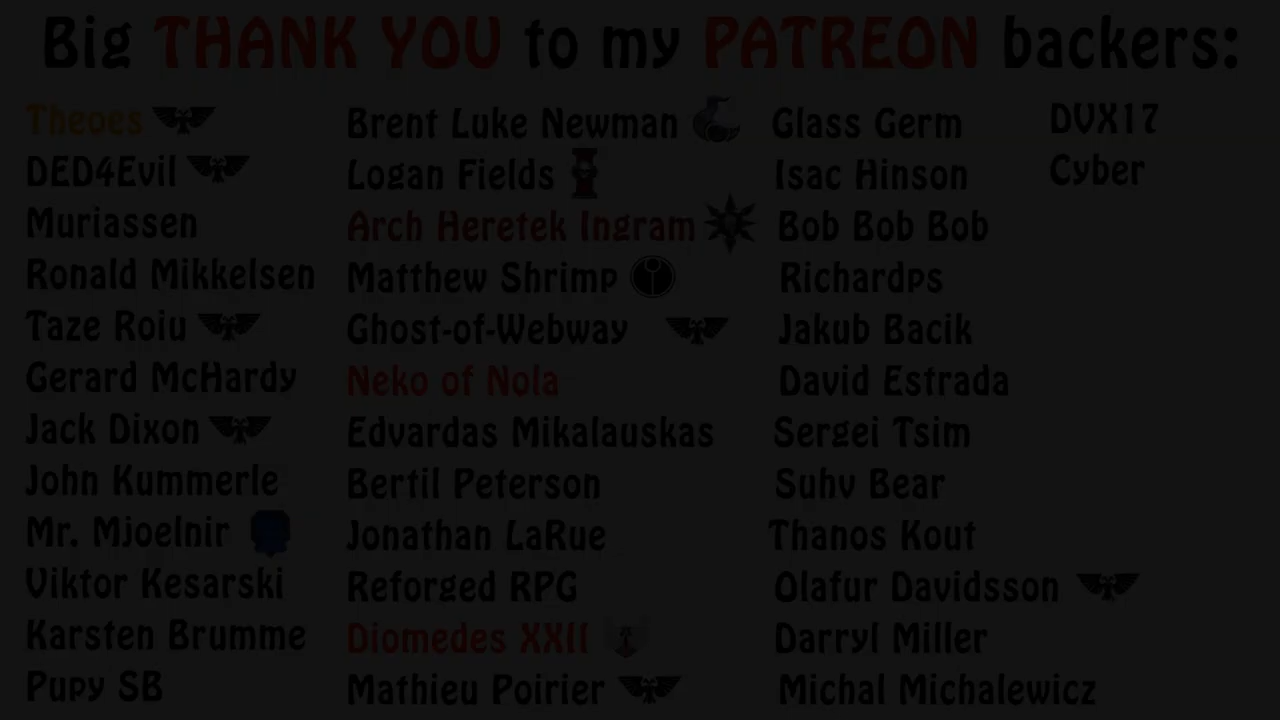 Big THANK YOU to my PATREON backers:
Theoes
DED4Evil
Muriassen
Ronald Mikkelsen
Taze Roiu
Gerard McHardy
Jack Dixon
John Kummerle
Mr. Mjoelnir
Viktor Kesarski
Karsten Brumme
Pupy SB
Brent Luke Newman
Logan Fields
Arch Heretek Ingram
Matthew Shrimp
Ghost-of-Webway
Neko of Nola
Edvardas Mikalauskas
Bertil Peterson
Jonathan LaRue
Reforged RPG
Diomedes XXII
Mathieu Poirier
Glass Germ
Isac Hinson
Bob Bob Bob
Richardps
Jakub Bacik
David Estrada
Sergei Tsim
Suhv Bear
Thanos Kout
Olafur Davidsson
Darryl Miller
Michal Michalewicz
DVX17
Cyber